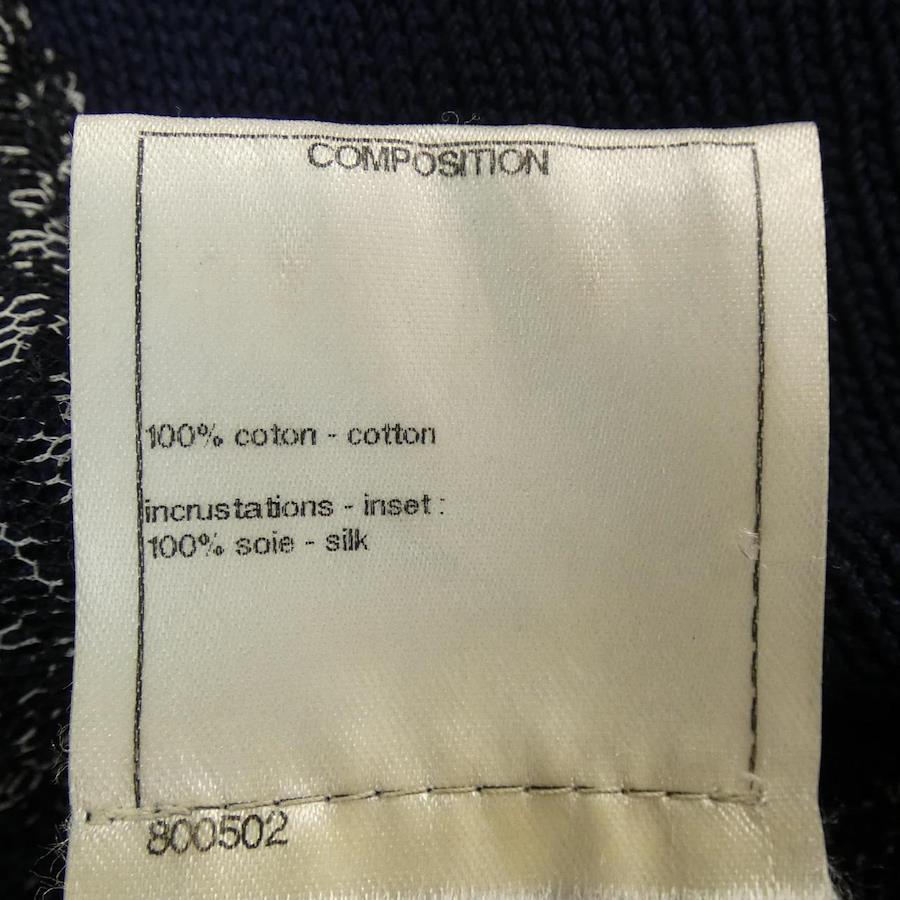 COMPOSITION
100% coton - cotton
incrustations - inset :
100% soie - silk
800502